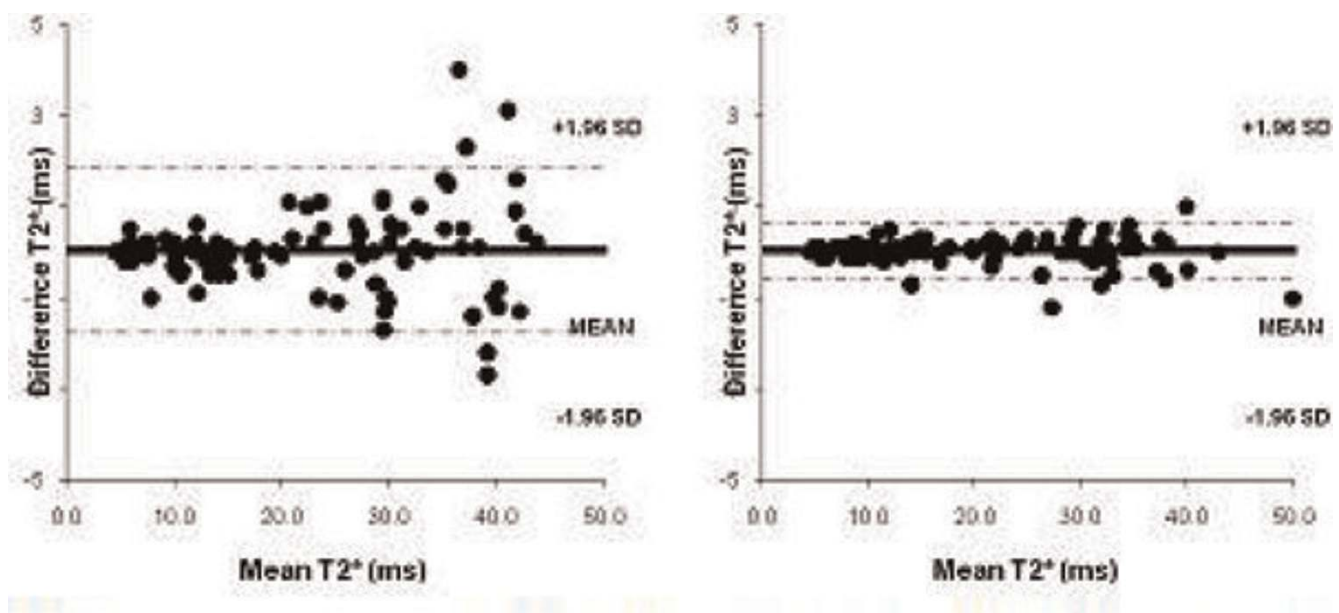 5
3
-1
-5
Difference T2* (ms)
+1.96 SD
MEAN
-1.96 SD
0.0 10.0 20.0 30.0 40.0 50.0
Mean T2* (ms)
5
3
-1
-5
Difference T2* (ms)
+1.96 SD
MEAN
-1.96 SD
0.0 10.0 20.0 30.0 40.0 50.0
Mean T2* (ms)